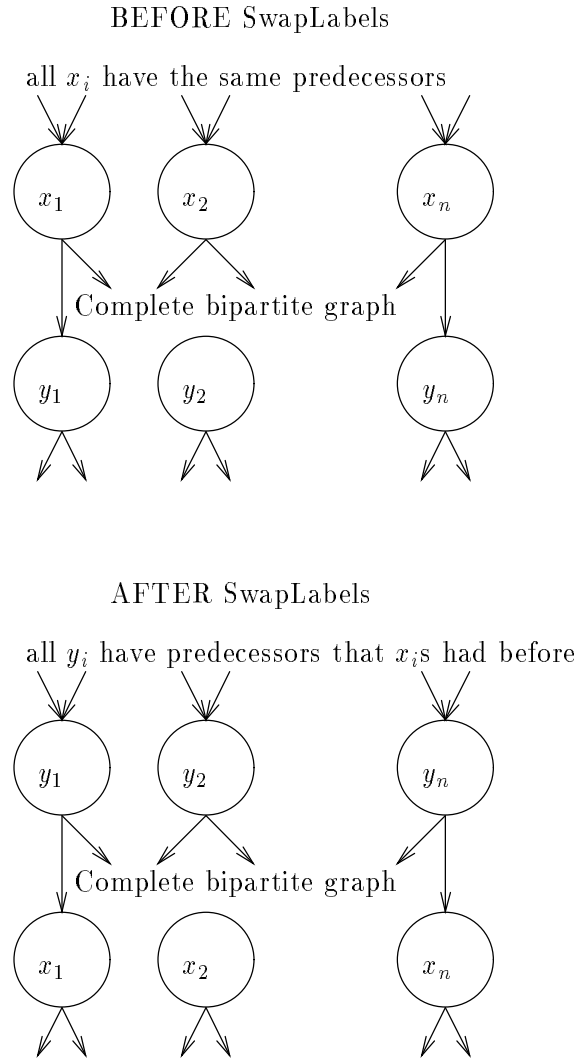 BEFORE SwapLabels
all x_i have the same predecessors
x_1 x_2 x_n
Complete bipartite graph
y_1 y_2 y_n
AFTER SwapLabels
all y_i have predecessors that x_is had before
y_1 y_2 y_n
Complete bipartite graph
x_1 x_2 x_n